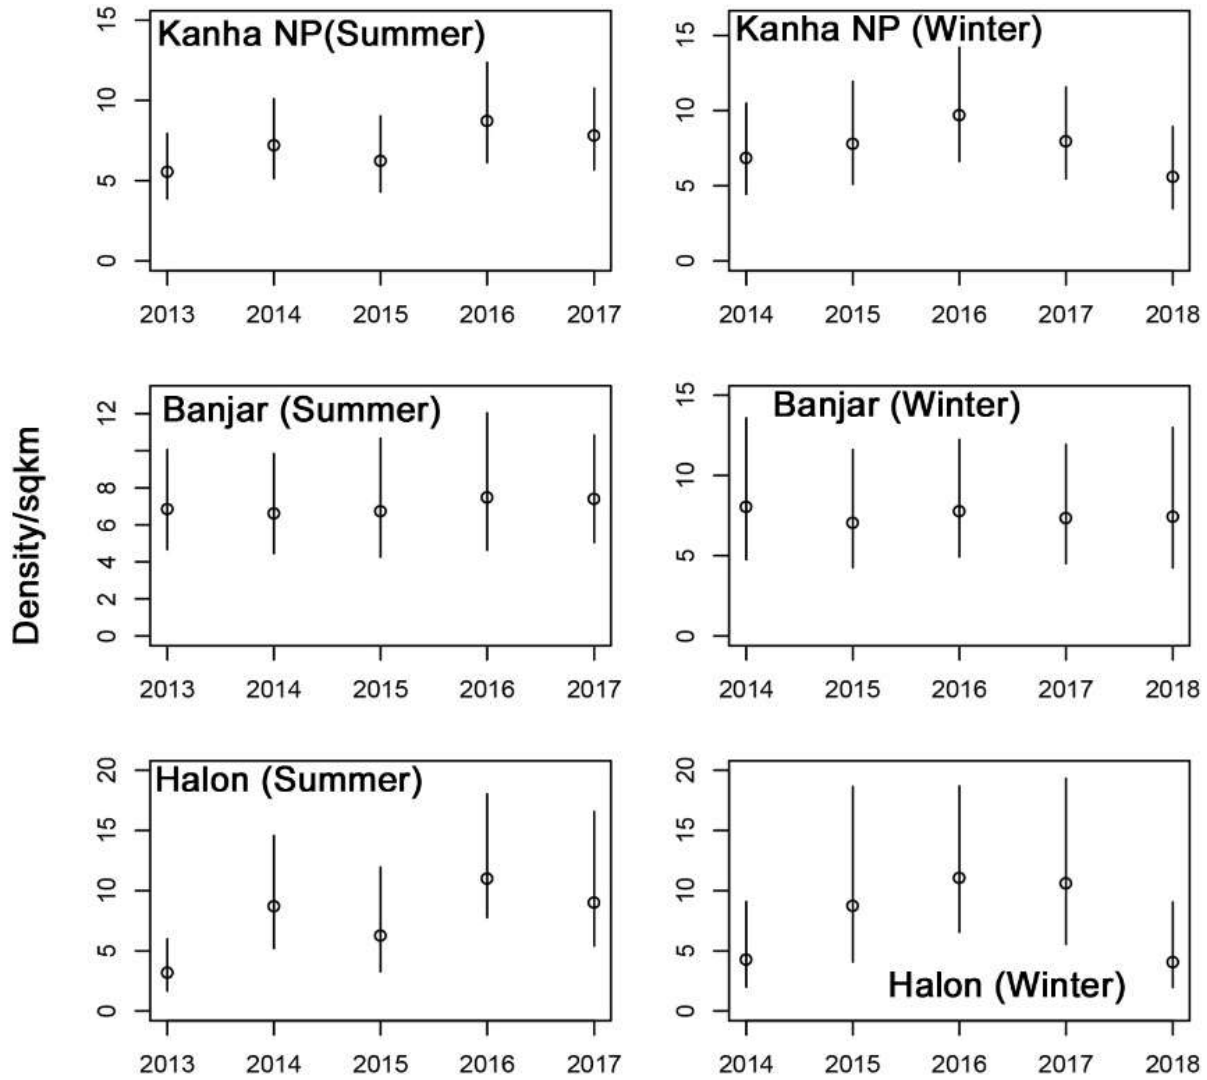 Density/sqkm
Kanha NP(Summer)
15
10
5
0
2013 2014 2015 2016 2017
Kanha NP (Winter)
15
10
5
0
2014 2015 2016 2017 2018
Banjar (Summer)
12
8
6
4
2
0
2013 2014 2015 2016 2017
Banjar (Winter)
15
10
5
0
2014 2015 2016 2017 2018
Halon (Summer)
20
15
10
5
0
2013 2014 2015 2016 2017
20
15
10
5
0
Halon (Winter)
2014 2015 2016 2017 2018